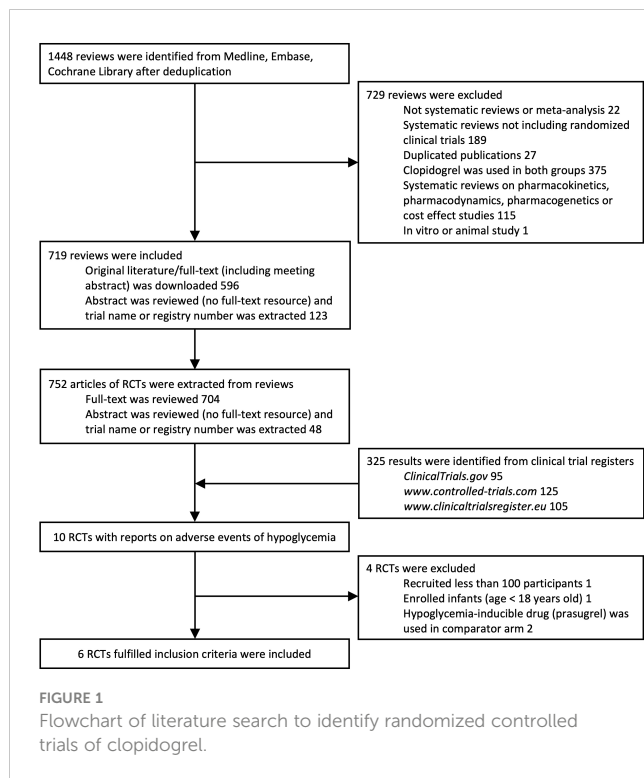 1448 reviews were identified from Medline, Embase,
Cochrane Library after deduplication
729 reviews were excluded
Not systematic reviews or meta-analysis 22
Systematic reviews not including randomized
clinical trials 189
Duplicated publications 27
Clopidogrel was used in both groups 375
Systematic reviews on pharmacokinetics,
pharmacodynamics, pharmacogenetics or
cost effect studies 115
In vitro or animal study 1
719 reviews were included
Original literature/full-text (including meeting
abstract) was downloaded 596
Abstract was reviewed (no full-text resource) and
trial name or registry number was extracted 123
752 articles of RCTs were extracted from reviews
Full-text was reviewed 704
Abstract was reviewed (no full-text resource) and
trial name or registry number was extracted 48
325 results were identified from clinical trial registers
ClinicalTrials.gov 95
www.controlled-trials.com 125
www.clinicaltrialsregister.eu 105
10 RCTs with reports on adverse events of hypoglycemia
4 RCTs were excluded
Recruited less than 100 participants 1
Enrolled infants (age < 18 years old) 1
Hypoglycemia-inducible drug (prasugrel) was
used in comparator arm 2
6 RCTs fulfilled inclusion criteria were included
FIGURE 1
Flowchart of literature search to identify randomized controlled
trials of clopidogrel.